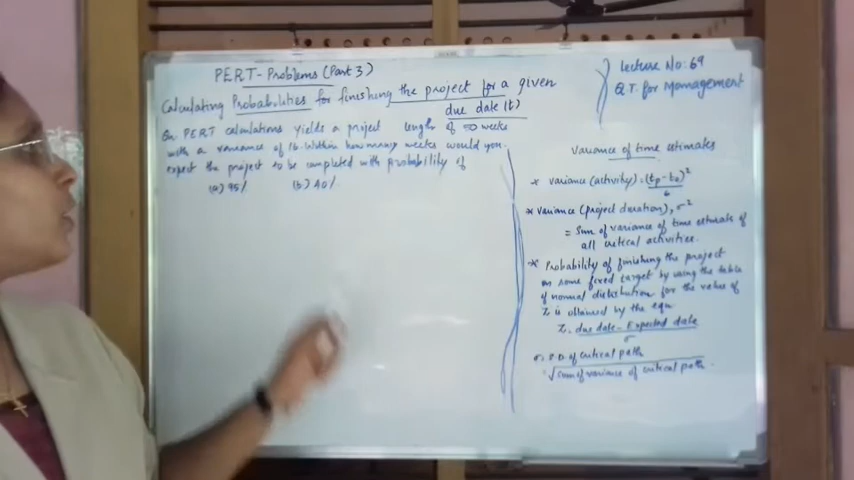 PERT-Problems (Part 3)
Calculating Probabilities for finishing the project for a given
due date (t)
Qn. PERT calculations yields a project length of 50 weeks
with a variance of 16. Within how many weeks would you
expect the project to be completed with probability of
(a) 95% (b) 40%.
Lecture No: 69
Q.T. for Management
Variance of time estimates
* Variance (activity) = (tp - to)²
6
* Variance (project duration), σ²
= Sum of variance of time estimate of
all critical activities.
* Probability of finishing the project
on some fixed target by using the table
of normal distribution for the value of
Z is obtained by the equn
Z = due date - Expected date
σ
σ = S.D. of critical path
√sum of variance of critical path